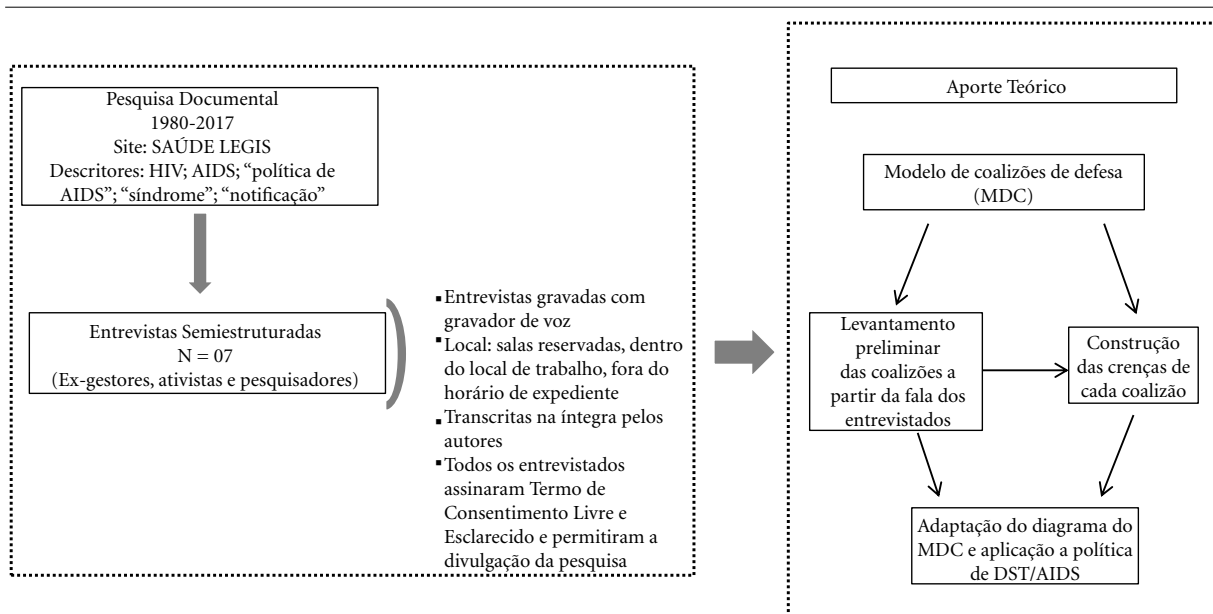 Pesquisa Documental
1980-2017
Site: SAÚDE LEGIS
Descritores: HIV; AIDS; “política de
AIDS”; “síndrome”; “notificação”
Entrevistas Semiestruturadas
N = 07
(Ex-gestores, ativistas e pesquisadores)
▪Entrevistas gravadas com
gravador de voz
▪Local: salas reservadas, dentro
do local de trabalho, fora do
horário de expediente
▪Transcritas na íntegra pelos
autores
▪Todos os entrevistados
assinaram Termo de
Consentimento Livre e
Esclarecido e permitiram a
divulgação da pesquisa
Aporte Teórico
Modelo de coalizões de defesa
(MDC)
Levantamento
preliminar
das coalizões a
partir da fala dos
entrevistados
Construção
das crenças de
cada coalizão
Adaptação do diagrama do
MDC e aplicação a política
de DST/AIDS